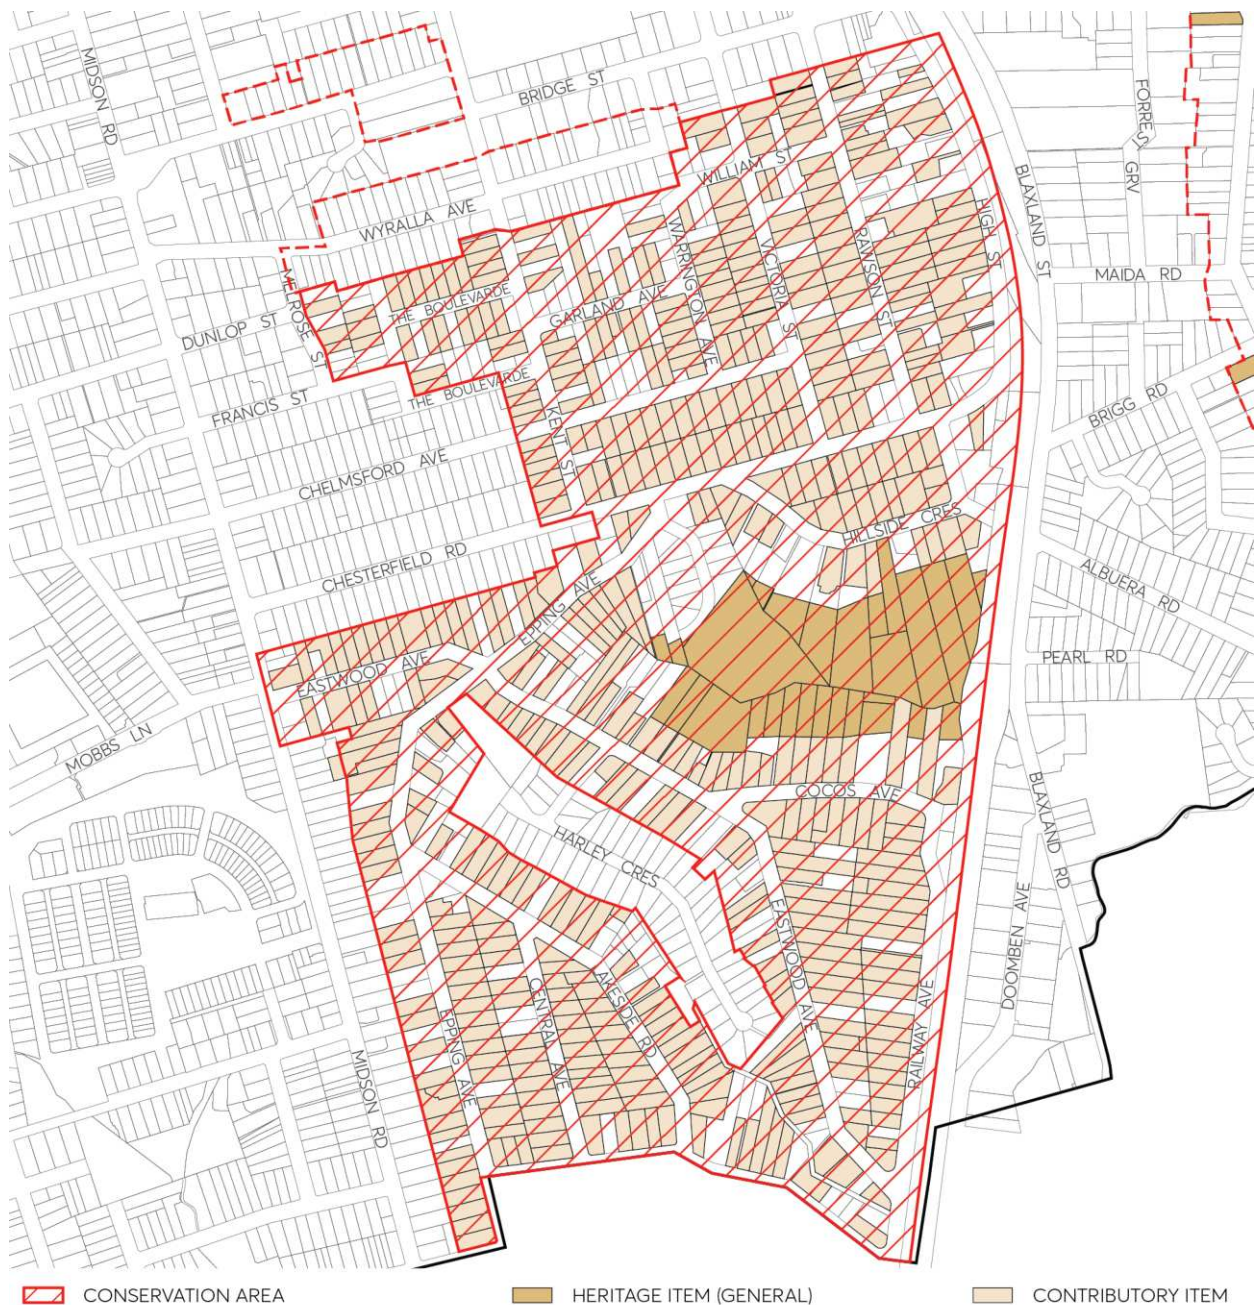 MIDSON RD
BRIDGE ST
FORREST GRV
WILLIAM ST
BLAXLAND ST
WYRALLA AVE
HIGH ST
WARRINGTON AVE
VICTORIA ST
RAWSON ST
MAIDA RD
MELROSE ST
THE BOULEVARDE
GARLAND AVE
DUNLOP ST
THE BOULEVARDE
FRANCIS ST
KENT ST
BRIGG RD
CHELMSFORD AVE
HILLSIDE CRES
CHESTERFIELD RD
EPPING AVE
ALBUERA RD
EASTWOOD AVE
PEARL RD
MOBBS LN
COCOS AVE
BLAXLAND RD
HARLEY CRES
EASTWOOD AVE
DOOMBEN AVE
AKESIDE RD
CENTRAL AVE
EPPING AVE
RAILWAY AVE
MIDSON RD
CONSERVATION AREA
HERITAGE ITEM (GENERAL)
CONTRIBUTORY ITEM